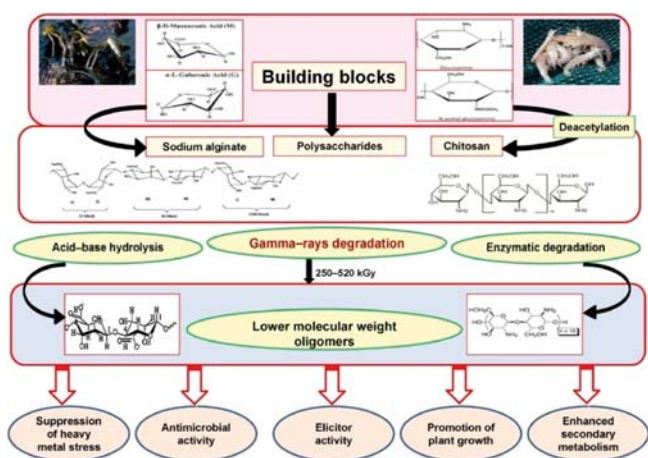 β-D-Mannuronic Acid (M)
α-L-Guluronic Acid (G)
Building blocks
Deacetylation
Sodium alginate
Polysaccharides
Chitosan
Acid–base hydrolysis
Gamma–rays degradation
Enzymatic degradation
250–520 kGy
Lower molecular weight
oligomers
Suppression
of heavy
metal stress
Antimicrobial
activity
Elicitor
activity
Promotion of
plant growth
Enhanced
secondary
metabolism